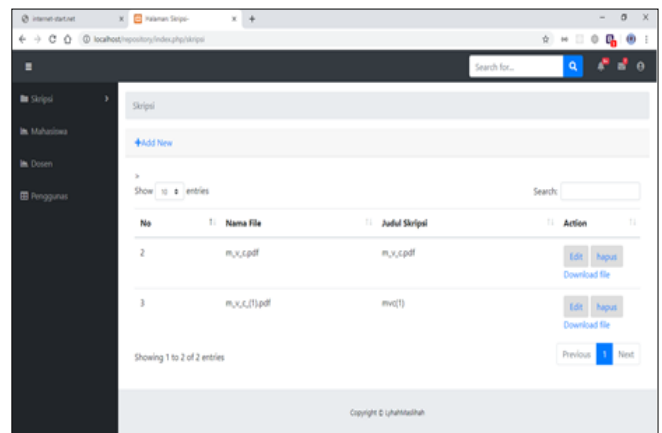 internet-dart.net
Halaman Skripsi-
localhost/repository/index.php/skripsi
Search for...
Skripsi
Mahasiswa
Dosen
Penggunas
Skripsi
+Add New
>
Show 10 entries
Search:
No Nama File Judul Skripsi Action
2 m_v_c.pdf m_v_c.pdf Edit hapus
Download file
3 m_v_c_(1).pdf mvc(1) Edit hapus
Download file
Showing 1 to 2 of 2 entries
Previous 1 Next
Copyright ©